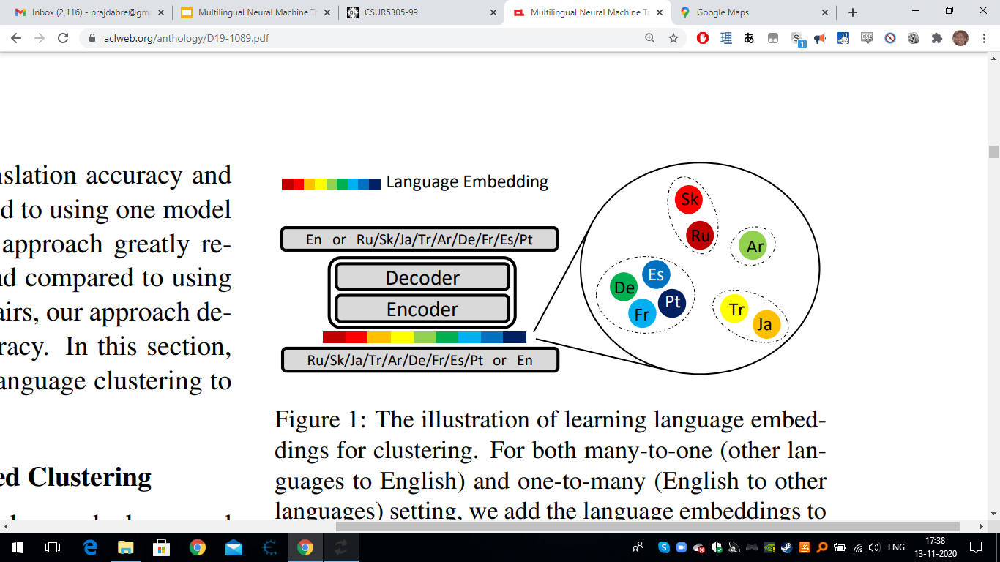 Inbox (2,116) - prajdabre@gm
Multilingual Neural Machine Tr
CSUR5305-99
Multilingual Neural Machine Tr
Google Maps
aclweb.org/anthology/D19-1089.pdf
nslation accuracy and
d to using one model
approach greatly re-
nd compared to using
airs, our approach de-
racy. In this section,
anguage clustering to
ed Clustering
Language Embedding
En or Ru/Sk/Ja/Tr/Ar/De/Fr/Es/Pt
Decoder
Encoder
Ru/Sk/Ja/Tr/Ar/De/Fr/Es/Pt or En
Sk
Ru
Ar
Es
De
Pt
Fr
Tr
Ja
Figure 1: The illustration of learning language embed-
dings for clustering. For both many-to-one (other lan-
guages to English) and one-to-many (English to other
languages) setting, we add the language embeddings to
ENG
17:38
13-11-2020